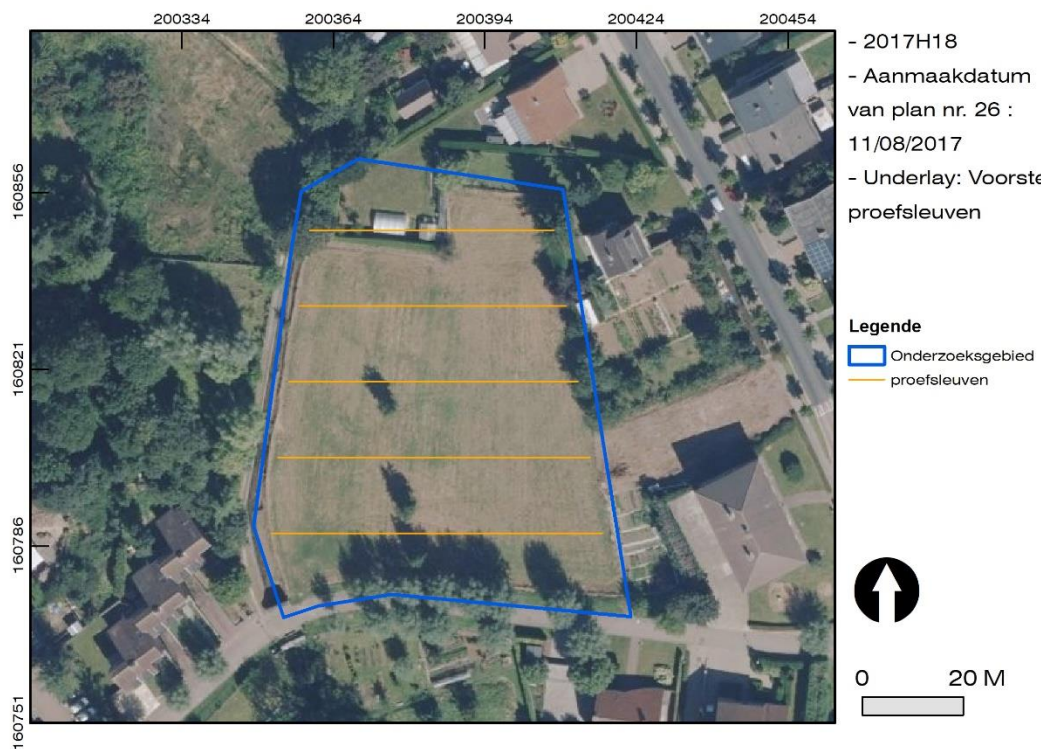 200334 200364 200394 200424 200454
160856
160821
160786
160751
- 2017H18
- Aanmaakdatum
van plan nr. 26 :
11/08/2017
- Underlay: Voorste
proefsleuven
Legende
Onderzoeksgebied
proefsleuven
0 20 M